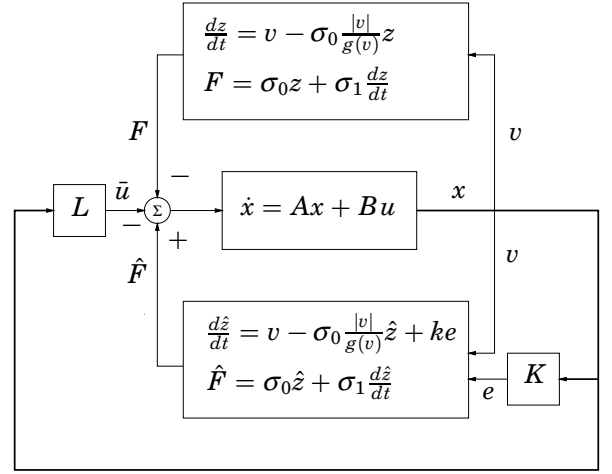 dz/dt = v − σ₀ |v|/g(v) z
F = σ₀z + σ₁ dz/dt
F
v
−
L
ū
−
Σ
+
ẋ = Ax + Bu
x
F̂
v
dẑ/dt = v − σ₀ |v|/g(v) ẑ + ke
F̂ = σ₀ẑ + σ₁ dẑ/dt
e
K